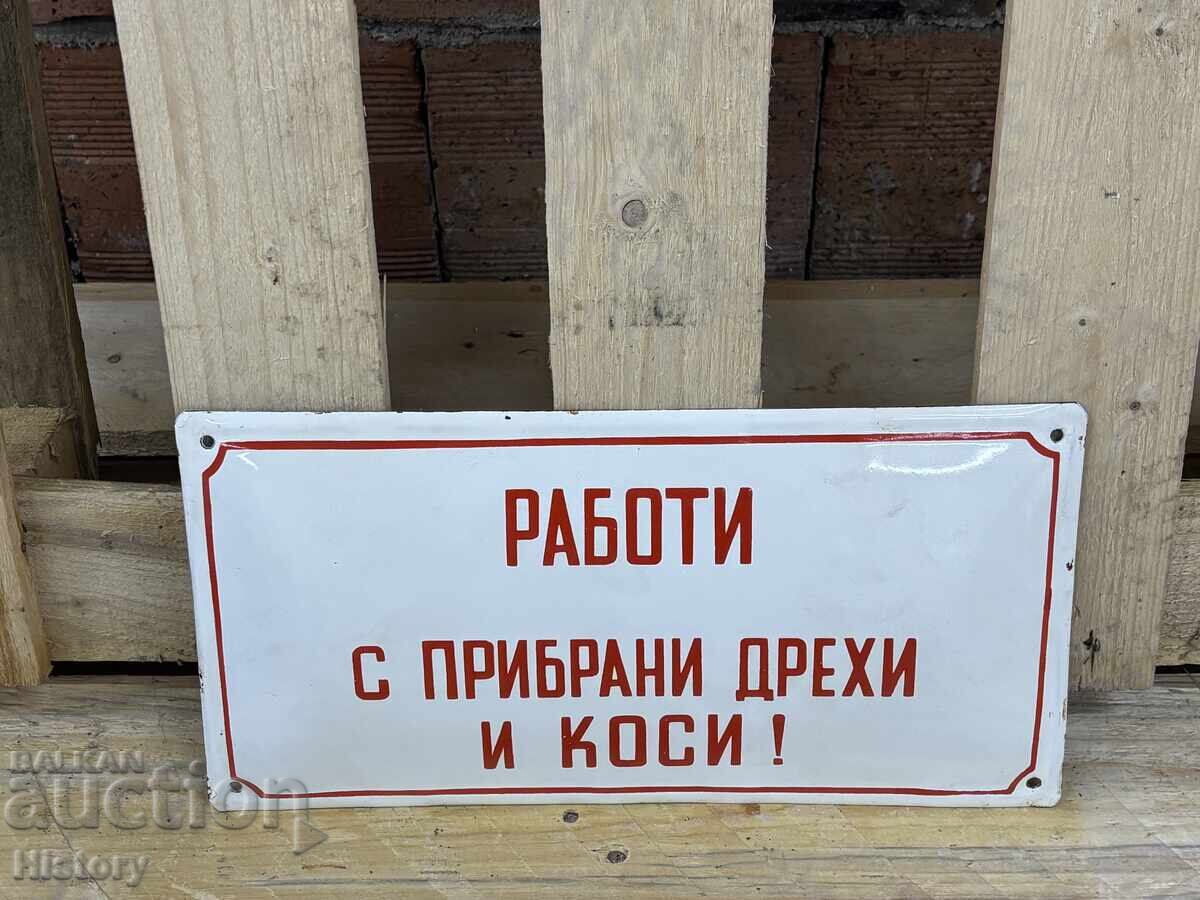 РАБОТИ
С ПРИБРАНИ ДРЕХИ
И КОСИ !
BALKAN
auction
History